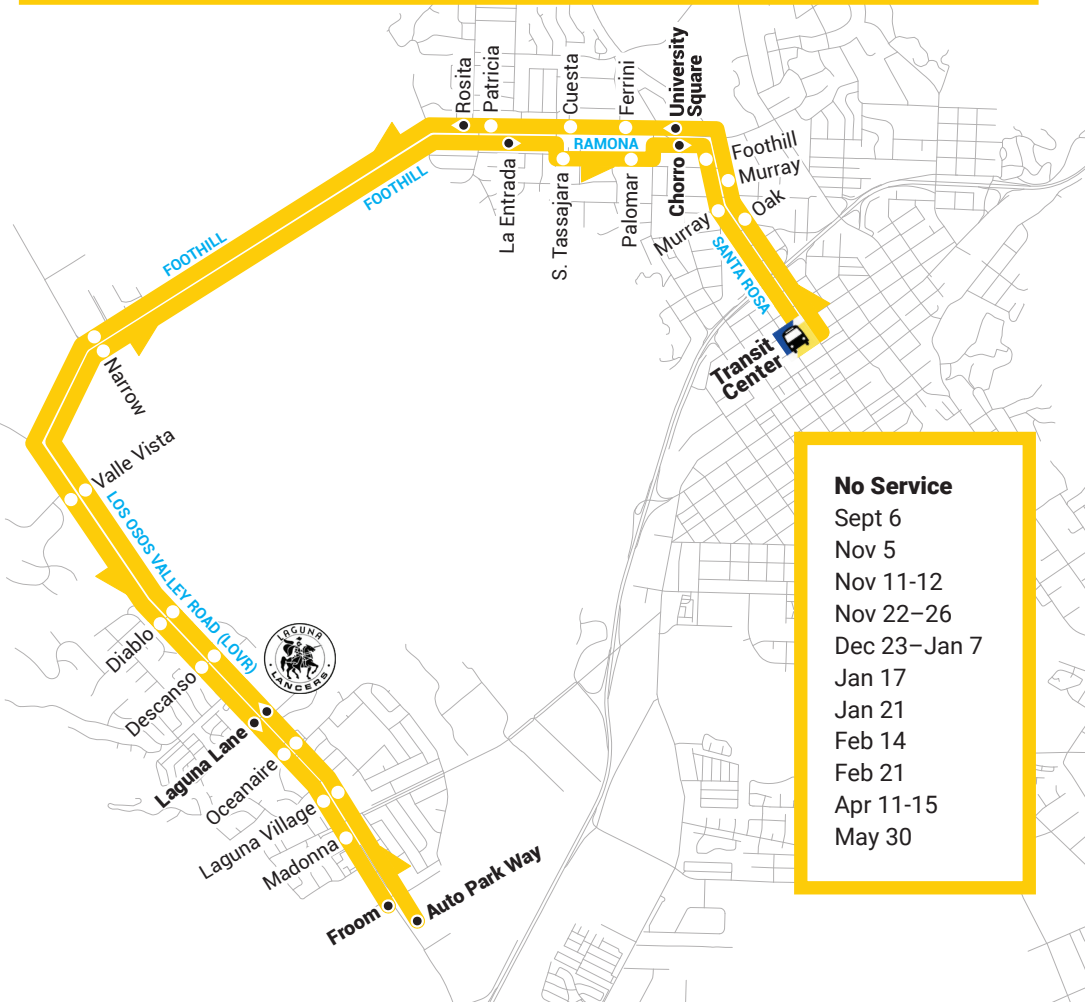 Rosita
Patricia
Cuesta
Ferrini
University
Square
RAMONA
Foothill
Murray
Oak
La Entrada
S. Tassajara
Palomar
Chorro
Murray
SANTA ROSA
FOOTHILL
FOOTHILL
Transit
Center
Narrow
Valle Vista
LOS OSOS VALLEY ROAD (LOVR)
Diablo
Descanso
LAGUNA
LANCERS
Laguna Lane
Oceanaire
Laguna Village
Madonna
Froom
Auto Park Way
No Service
Sept 6
Nov 5
Nov 11-12
Nov 22–26
Dec 23–Jan 7
Jan 17
Jan 21
Feb 14
Feb 21
Apr 11-15
May 30